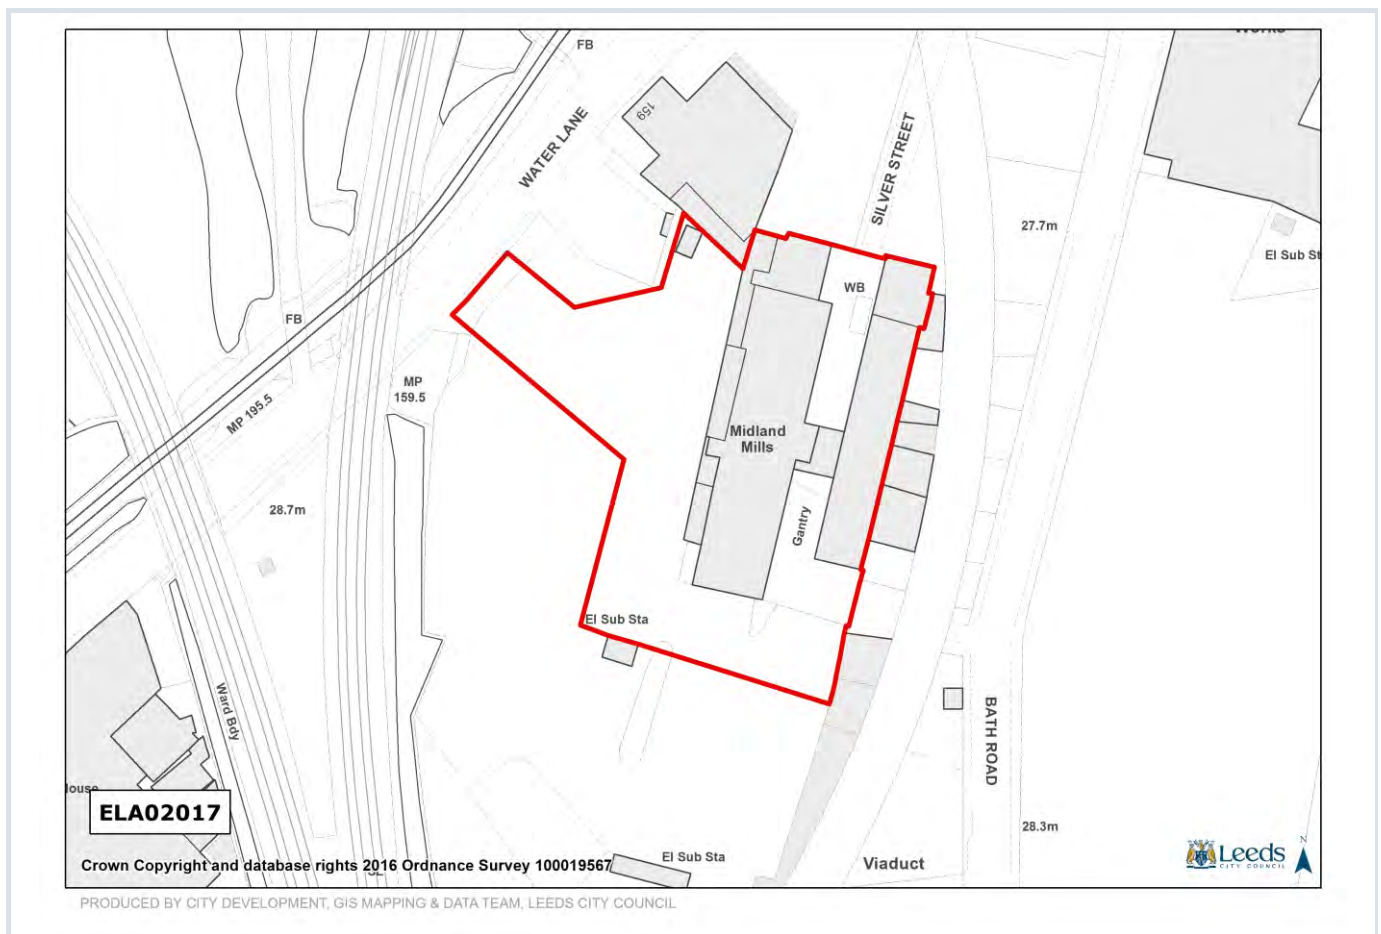 Works
FB
159
WATER LANE
SILVER STREET
27.7m
El Sub St
WB
FB
MP
159.5
MP 195.5
Midland
Mills
28.7m
Gantry
El Sub Sta
Ward Bdy
BATH ROAD
ouse
ELA02017
28.3m
El Sub Sta
Viaduct
Leeds
CITY COUNCIL
N
Crown Copyright and database rights 2016 Ordnance Survey 100019567
PRODUCED BY CITY DEVELOPMENT, GIS MAPPING & DATA TEAM, LEEDS CITY COUNCIL